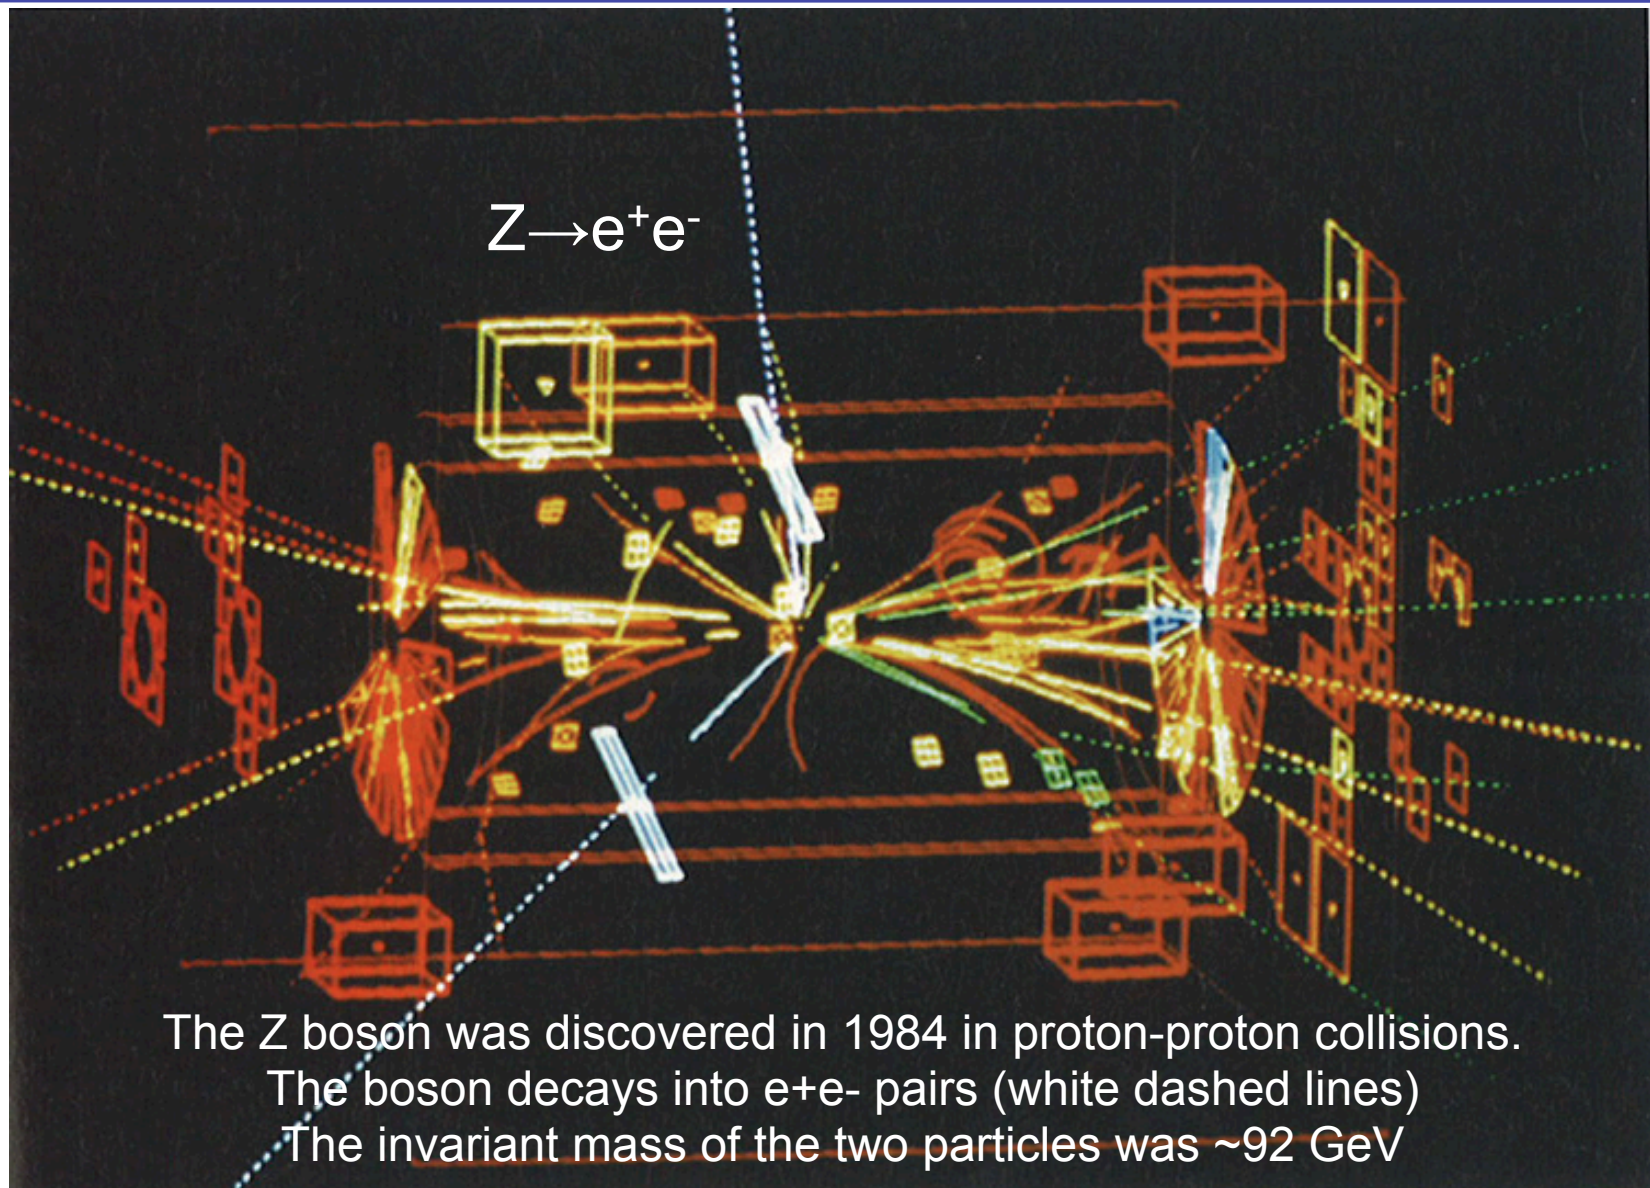 Z→e⁺e⁻
The Z boson was discovered in 1984 in proton-proton collisions.
The boson decays into e+e- pairs (white dashed lines)
The invariant mass of the two particles was ~92 GeV